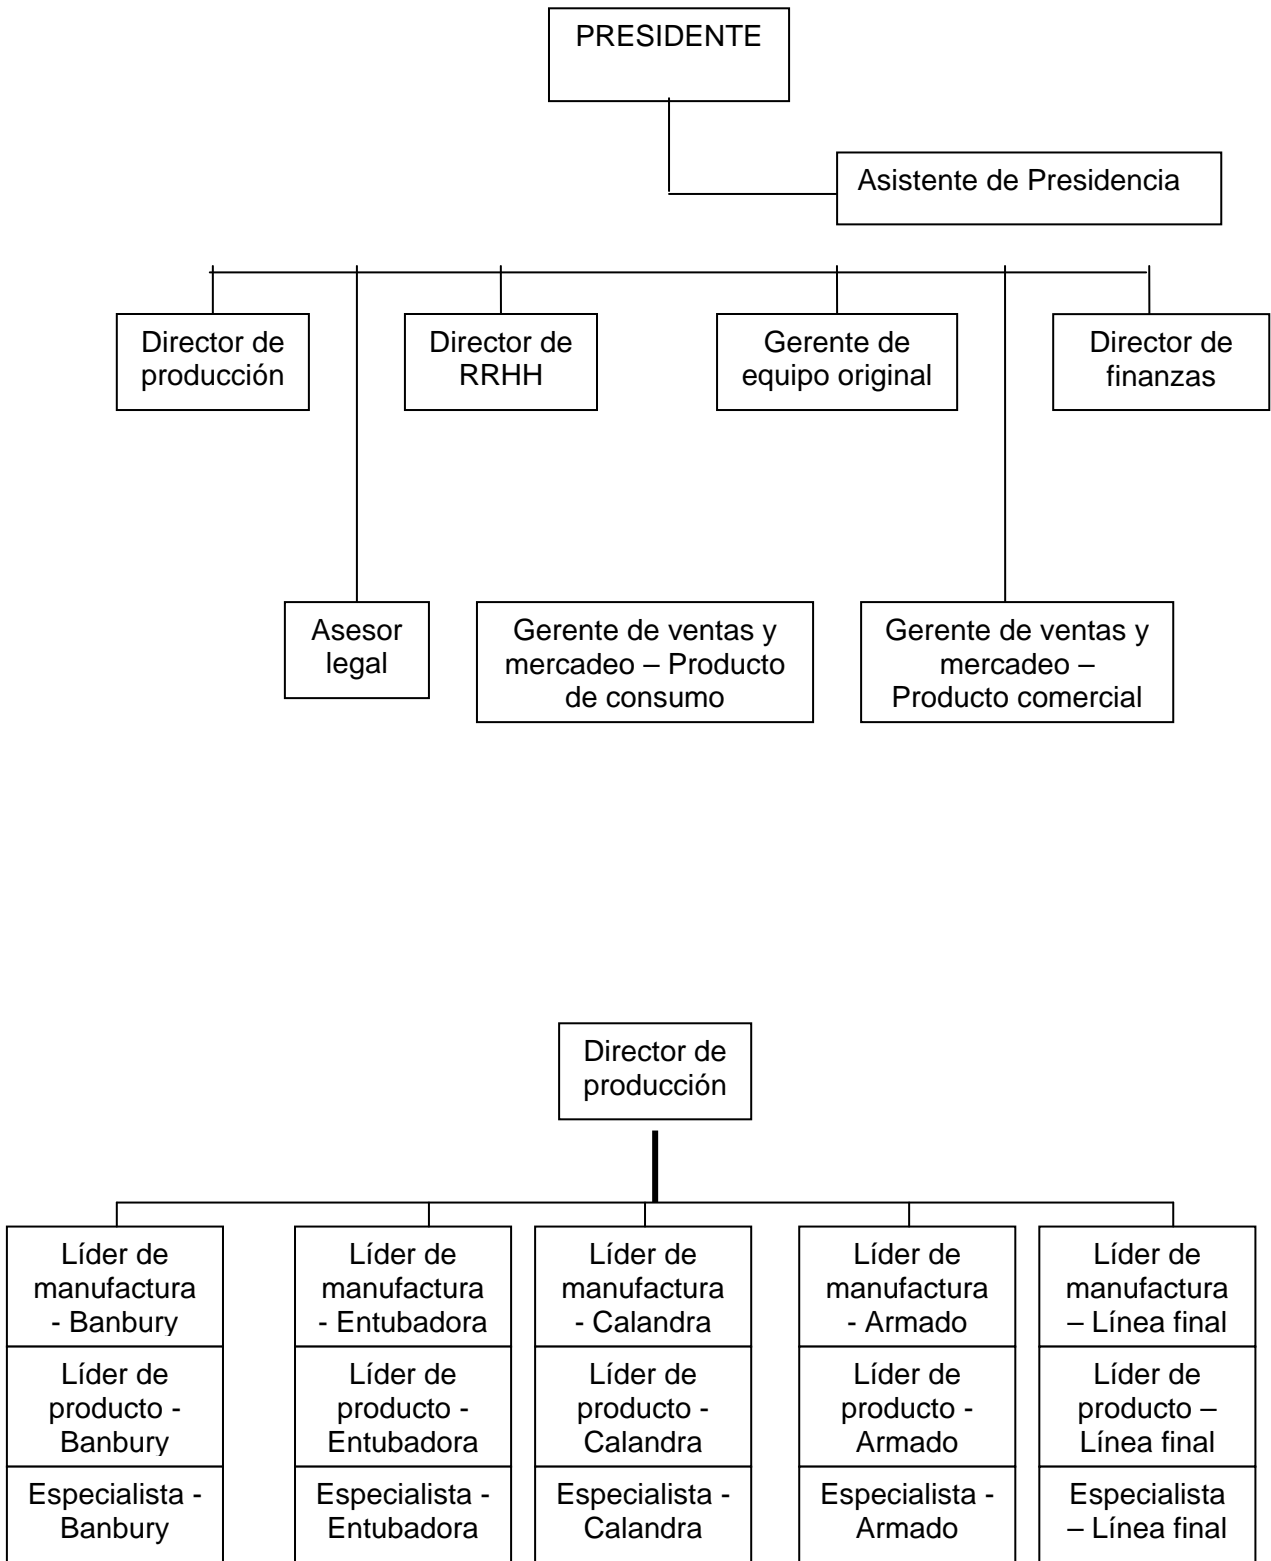 PRESIDENTE
Asistente de Presidencia
Director de
producción
Director de
RRHH
Gerente de
equipo original
Director de
finanzas
Asesor
legal
Gerente de ventas y
mercadeo – Producto
de consumo
Gerente de ventas y
mercadeo –
Producto comercial
Director de
producción
Líder de
manufactura
- Banbury
Líder de
manufactura
- Entubadora
Líder de
manufactura
- Calandra
Líder de
manufactura
- Armado
Líder de
manufactura
– Línea final
Líder de
producto -
Banbury
Líder de
producto -
Entubadora
Líder de
producto -
Calandra
Líder de
producto -
Armado
Líder de
producto –
Línea final
Especialista -
Banbury
Especialista -
Entubadora
Especialista -
Calandra
Especialista -
Armado
Especialista
– Línea final